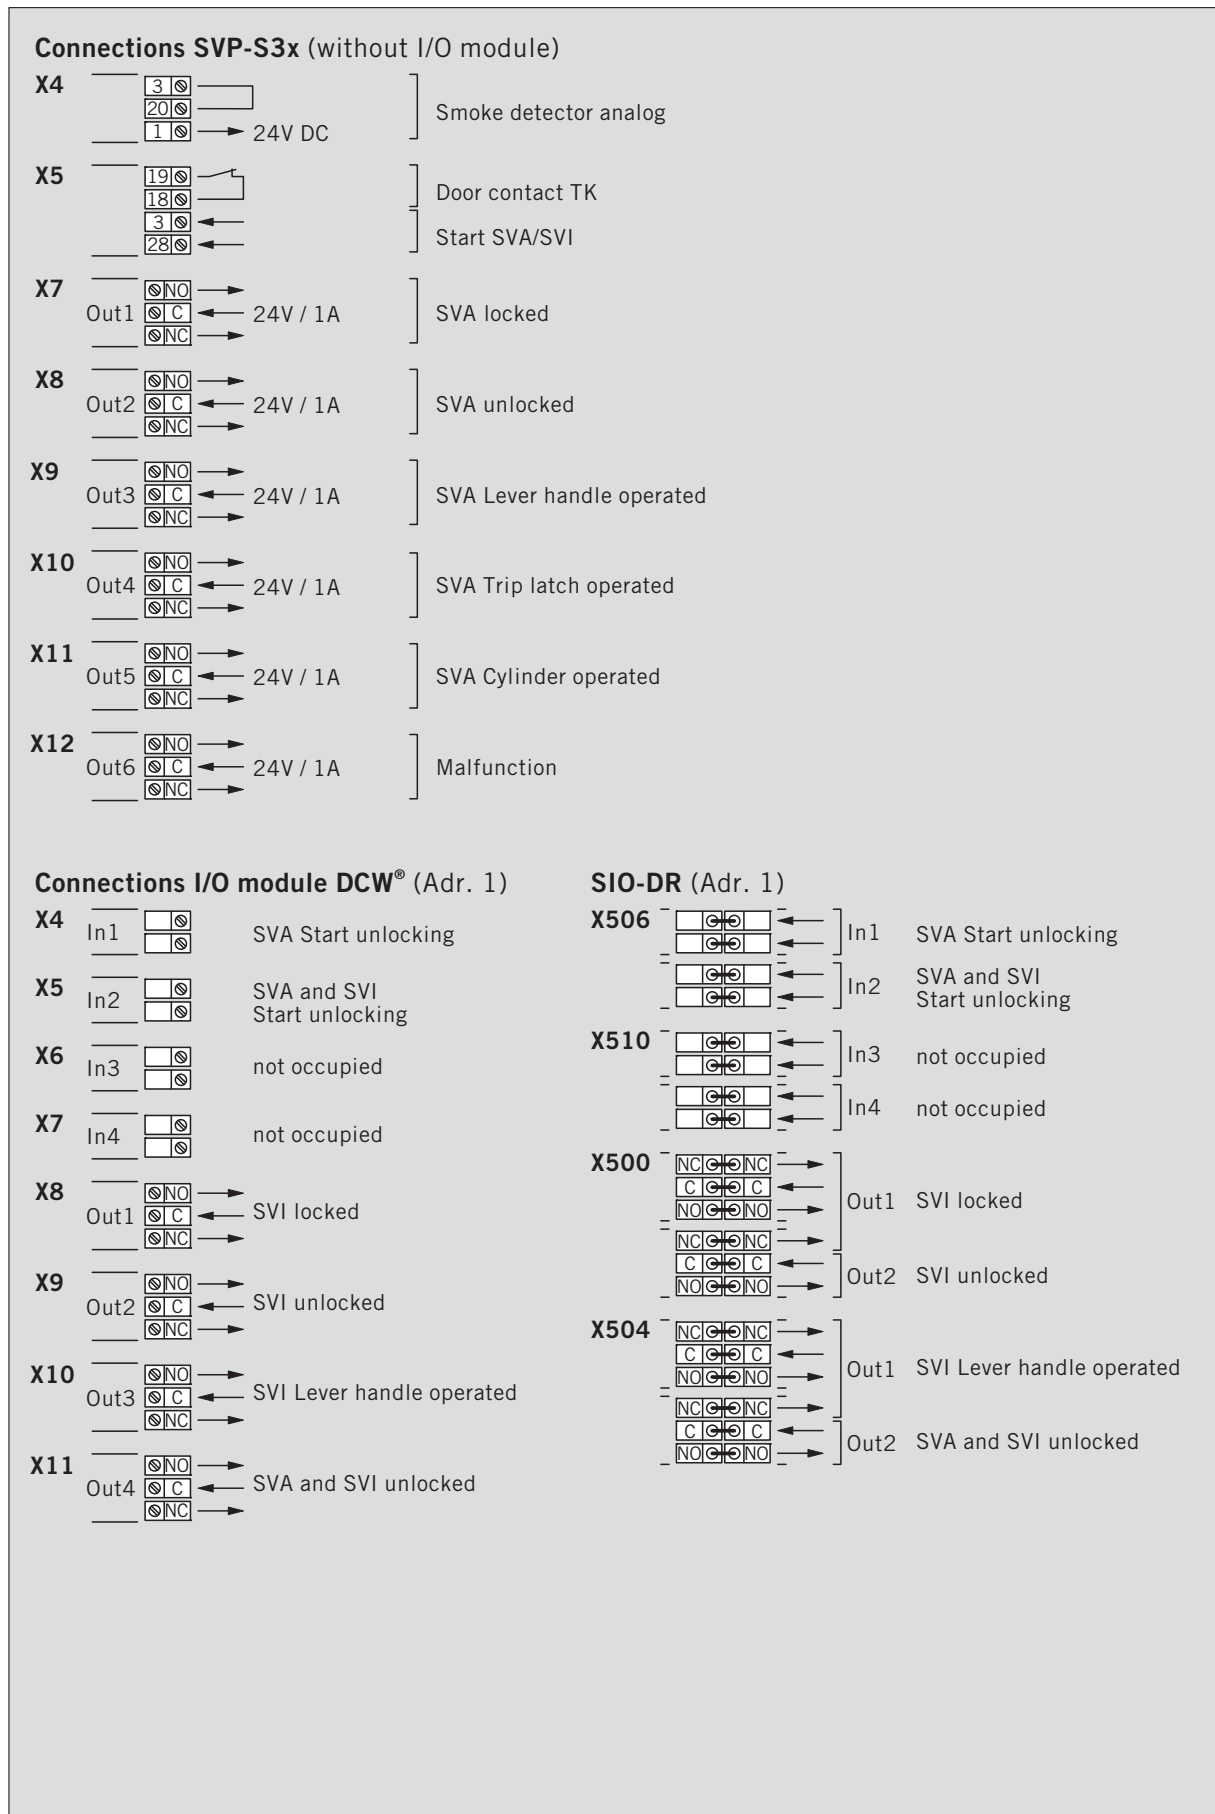 Connections SVP-S3x (without I/O module)
X4
3
20
1 24V DC
Smoke detector analog
X5
19
18
Door contact TK
3
28
Start SVA/SVI
X7
NO
Out1 C 24V / 1A SVA locked
NC
X8
NO
Out2 C 24V / 1A SVA unlocked
NC
X9
NO
Out3 C 24V / 1A SVA Lever handle operated
NC
X10
NO
Out4 C 24V / 1A SVA Trip latch operated
NC
X11
NO
Out5 C 24V / 1A SVA Cylinder operated
NC
X12
NO
Out6 C 24V / 1A Malfunction
NC
Connections I/O module DCW® (Adr. 1)
X4
In1 SVA Start unlocking
X5
In2 SVA and SVI
Start unlocking
X6
In3 not occupied
X7
In4 not occupied
X8
NO
Out1 C SVI locked
NC
X9
NO
Out2 C SVI unlocked
NC
X10
NO
Out3 C SVI Lever handle operated
NC
X11
NO
Out4 C SVA and SVI unlocked
NC
SIO-DR (Adr. 1)
X506
In1 SVA Start unlocking
In2 SVA and SVI
Start unlocking
X510
In3 not occupied
In4 not occupied
X500
NC NC
C C
Out1 SVI locked
NO NO
NC NC
C C
Out2 SVI unlocked
NO NO
X504
NC NC
C C
Out1 SVI Lever handle operated
NO NO
NC NC
C C
Out2 SVA and SVI unlocked
NO NO